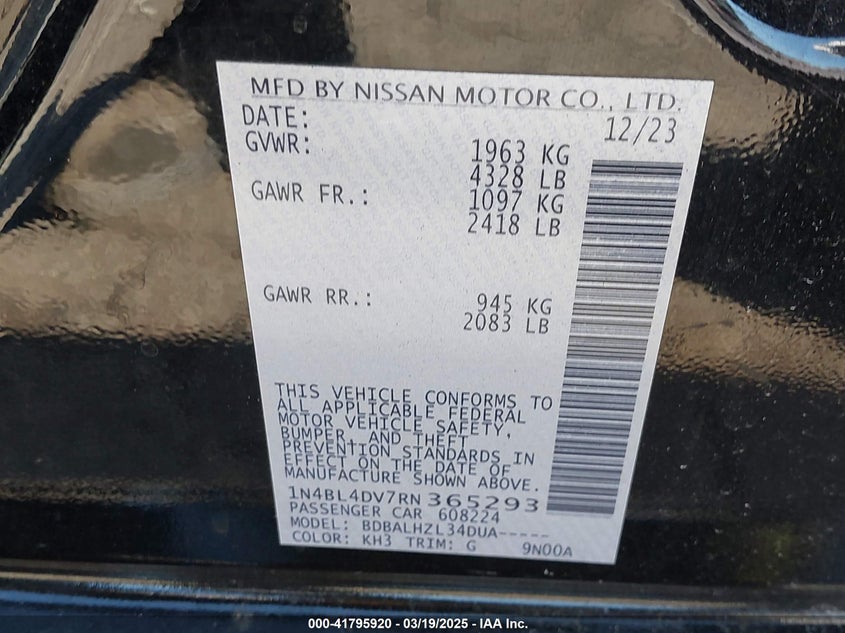 MFD BY NISSAN MOTOR CO., LTD.
DATE: 12/23
GVWR: 1963 KG
4328 LB
GAWR FR.: 1097 KG
2418 LB
GAWR RR.: 945 KG
2083 LB
THIS VEHICLE CONFORMS TO
ALL APPLICABLE FEDERAL
MOTOR VEHICLE SAFETY,
BUMPER, AND THEFT
PREVENTION STANDARDS IN
EFFECT ON THE DATE OF
MANUFACTURE SHOWN ABOVE.
1N4BL4DV7RN365293
PASSENGER CAR 608224
MODEL: BDBALHZL34DUA-----
COLOR: KH3 TRIM: G 9N00A
000-41795920 - 03/19/2025 - IAA Inc.